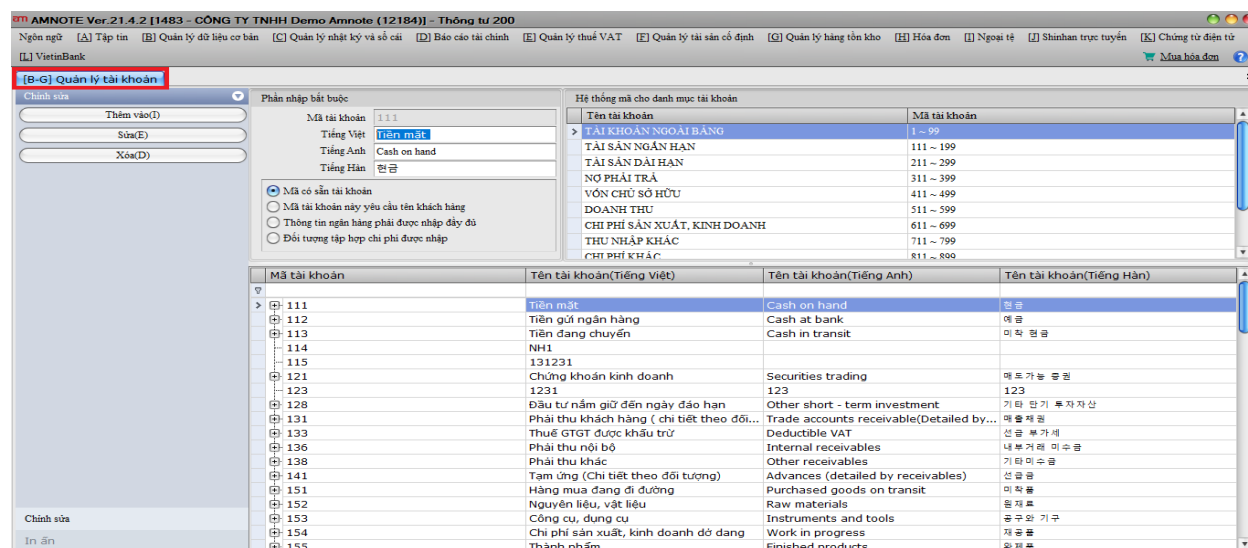 AMNOTE Ver.21.4.2 [1483 - CÔNG TY TNHH Demo Amnote (12184)] - Thông tư 200
Ngôn ngữ [A] Tập tin [B] Quản lý dữ liệu cơ bản [C] Quản lý nhật ký và sổ cái [D] Báo cáo tài chính [E] Quản lý thuế VAT [F] Quản lý tài sản cố định [G] Quản lý hàng tồn kho [H] Hóa đơn [I] Ngoại tệ [J] Shinhan trực tuyến [K] Chứng từ điện tử
[L] VietinBank Mua hóa đơn
[B-G] Quản lý tài khoản
Chỉnh sửa
Thêm vào(I)
Sửa(E)
Xóa(D)
Phần nhập bắt buộc
Mã tài khoản 111
Tiếng Việt Tiền mặt
Tiếng Anh Cash on hand
Tiếng Hàn 현금
Mã có sẵn tài khoản
Mã tài khoản này yêu cầu tên khách hàng
Thông tin ngân hàng phải được nhập đầy đủ
Đối tượng tập hợp chi phí được nhập
Hệ thống mã cho danh mục tài khoản
Tên tài khoản Mã tài khoản
TÀI KHOẢN NGOÀI BẢNG 1 ~ 99
TÀI SẢN NGẮN HẠN 111 ~ 199
TÀI SẢN DÀI HẠN 211 ~ 299
NỢ PHẢI TRẢ 311 ~ 399
VỐN CHỦ SỞ HỮU 411 ~ 499
DOANH THU 511 ~ 599
CHI PHÍ SẢN XUẤT, KINH DOANH 611 ~ 699
THU NHẬP KHÁC 711 ~ 799
CHI PHÍ KHÁC 811 ~ 899
Mã tài khoản Tên tài khoản(Tiếng Việt) Tên tài khoản(Tiếng Anh) Tên tài khoản(Tiếng Hàn)
111 Tiền mặt Cash on hand 현금
112 Tiền gửi ngân hàng Cash at bank 예금
113 Tiền đang chuyển Cash in transit 미착 현금
114 NH1
115 131231
121 Chứng khoán kinh doanh Securities trading 매도가능 증권
123 1231 123 123
128 Đầu tư nắm giữ đến ngày đáo hạn Other short - term investment 기타 단기 투자자산
131 Phải thu khách hàng ( chi tiết theo đối... Trade accounts receivable(Detailed by... 매출채권
133 Thuế GTGT được khấu trừ Deductible VAT 선급 부가세
136 Phải thu nội bộ Internal receivables 내부거래 미수금
138 Phải thu khác Other receivables 기타미수금
141 Tạm ứng (Chi tiết theo đối tượng) Advances (detailed by receivables) 선급금
151 Hàng mua đang đi đường Purchased goods on transit 미착품
152 Nguyên liệu, vật liệu Raw materials 원재료
153 Công cụ, dụng cụ Instruments and tools 공구와 기구
154 Chi phí sản xuất, kinh doanh dở dang Work in progress 재공품
155 Thành phẩm Finished products 완제품
Chỉnh sửa
In ấn